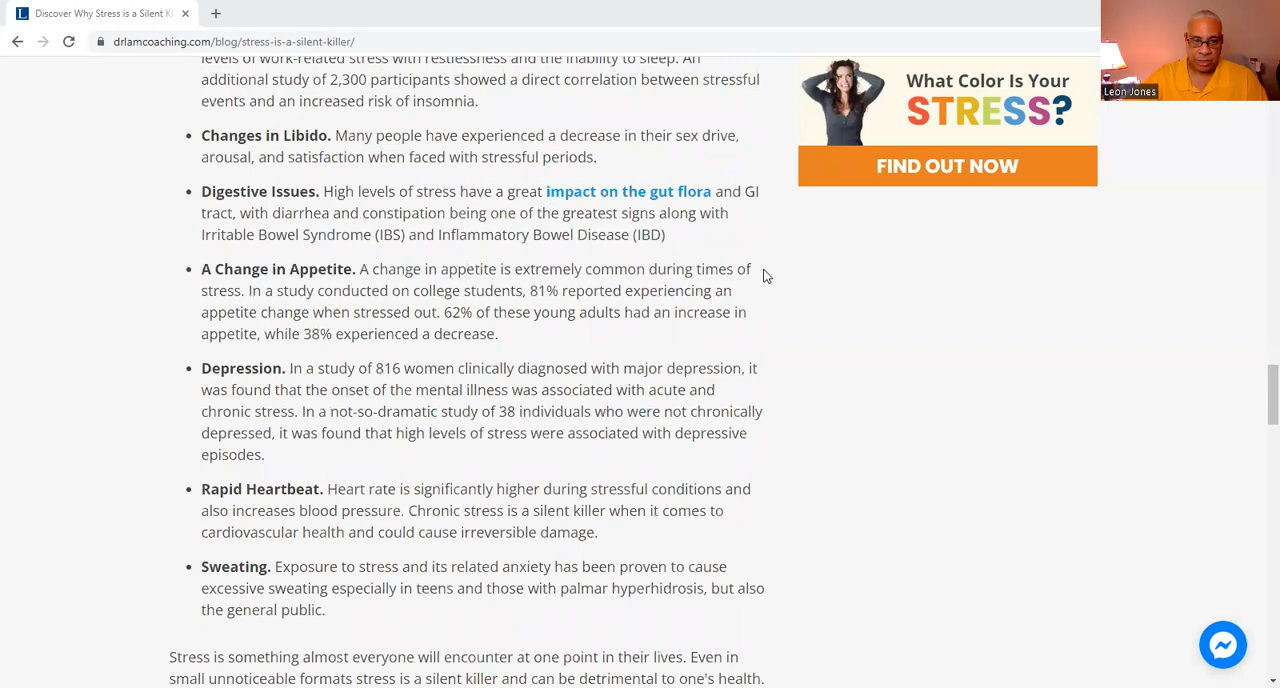 Discover Why Stress is a Silent Ki
drlamcoaching.com/blog/stress-is-a-silent-killer/
Leon Jones
What Color Is Your
STRESS?
FIND OUT NOW
levels of work-related stress with restlessness and the inability to sleep. An
additional study of 2,300 participants showed a direct correlation between stressful
events and an increased risk of insomnia.
• Changes in Libido. Many people have experienced a decrease in their sex drive,
arousal, and satisfaction when faced with stressful periods.
• Digestive Issues. High levels of stress have a great impact on the gut flora and GI
tract, with diarrhea and constipation being one of the greatest signs along with
Irritable Bowel Syndrome (IBS) and Inflammatory Bowel Disease (IBD)
• A Change in Appetite. A change in appetite is extremely common during times of
stress. In a study conducted on college students, 81% reported experiencing an
appetite change when stressed out. 62% of these young adults had an increase in
appetite, while 38% experienced a decrease.
• Depression. In a study of 816 women clinically diagnosed with major depression, it
was found that the onset of the mental illness was associated with acute and
chronic stress. In a not-so-dramatic study of 38 individuals who were not chronically
depressed, it was found that high levels of stress were associated with depressive
episodes.
• Rapid Heartbeat. Heart rate is significantly higher during stressful conditions and
also increases blood pressure. Chronic stress is a silent killer when it comes to
cardiovascular health and could cause irreversible damage.
• Sweating. Exposure to stress and its related anxiety has been proven to cause
excessive sweating especially in teens and those with palmar hyperhidrosis, but also
the general public.
Stress is something almost everyone will encounter at one point in their lives. Even in
small unnoticeable formats stress is a silent killer and can be detrimental to one's health.